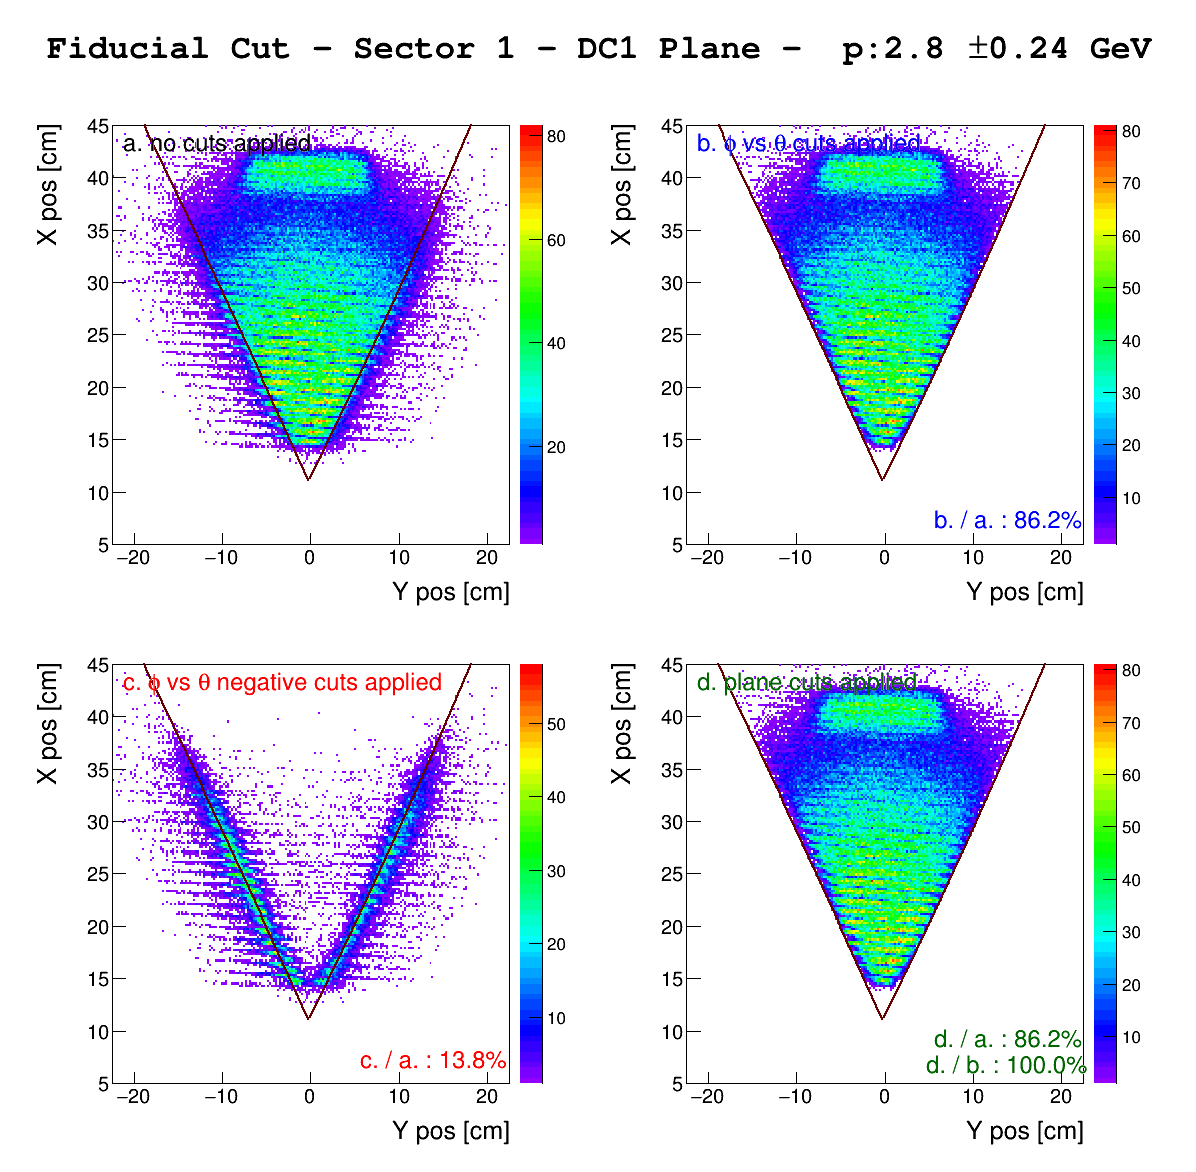 Fiducial Cut – Sector 1 – DC1 Plane – p:2.8 ±0.24 GeV
a. no cuts applied
X pos [cm]
45
40
35
30
25
20
15
10
5
−20 −10 0 10 20
Y pos [cm]
80
60
40
20
b. ϕ vs θ cuts applied
X pos [cm]
45
40
35
30
25
20
15
10
5
−20 −10 0 10 20
Y pos [cm]
80
70
60
50
40
30
20
10
b. / a. : 86.2%
c. ϕ vs θ negative cuts applied
X pos [cm]
45
40
35
30
25
20
15
10
5
−20 −10 0 10 20
Y pos [cm]
50
40
30
20
10
c. / a. : 13.8%
d. plane cuts applied
X pos [cm]
45
40
35
30
25
20
15
10
5
−20 −10 0 10 20
Y pos [cm]
80
70
60
50
40
30
20
10
d. / a. : 86.2%
d. / b. : 100.0%